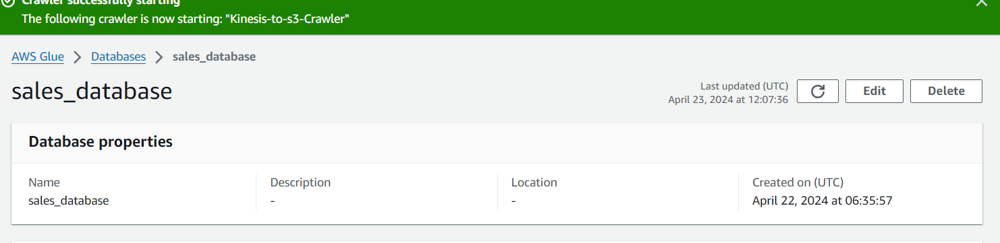 Crawler successfully starting
The following crawler is now starting: "Kinesis-to-s3-Crawler"
AWS Glue > Databases > sales_database
sales_database
Last updated (UTC)
April 23, 2024 at 12:07:36
Edit
Delete
Database properties
Name
sales_database
Description
-
Location
-
Created on (UTC)
April 22, 2024 at 06:35:57